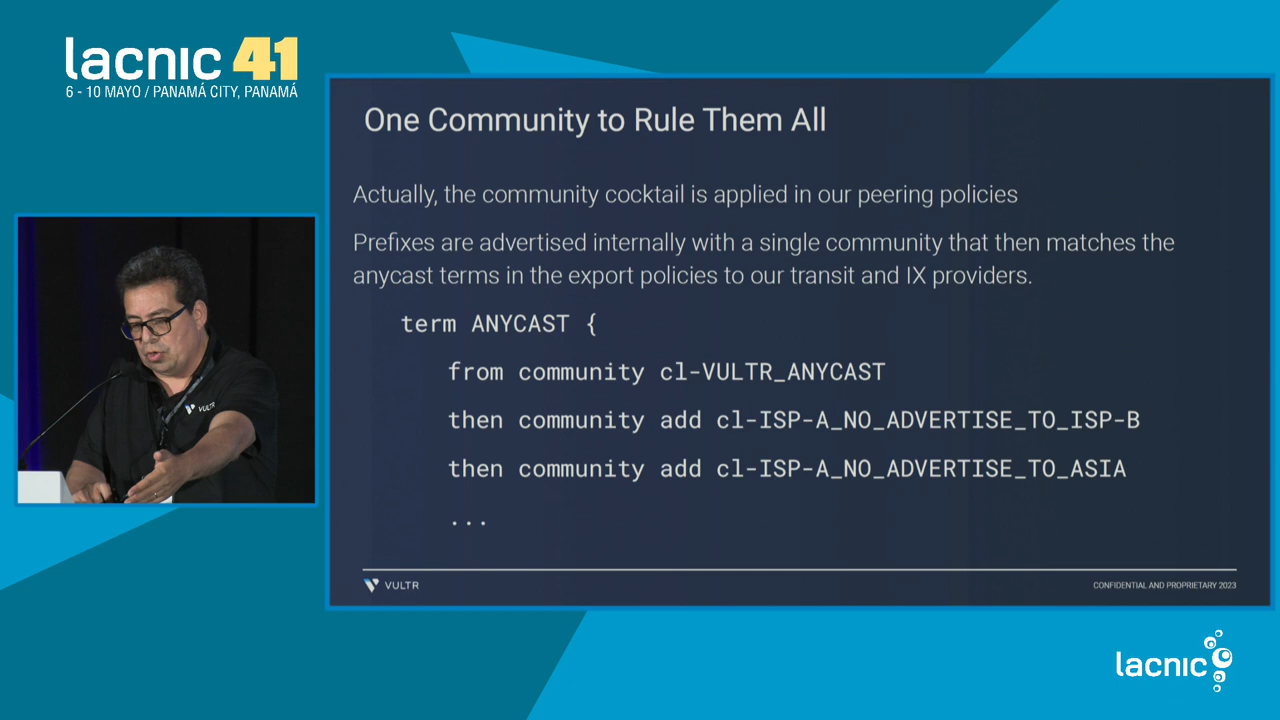 lacnic 41
6 - 10 MAYO / PANAMÁ CITY, PANAMÁ
One Community to Rule Them All
Actually, the community cocktail is applied in our peering policies
Prefixes are advertised internally with a single community that then matches the
anycast terms in the export policies to our transit and IX providers.
term ANYCAST {
from community cl-VULTR_ANYCAST
then community add cl-ISP-A_NO_ADVERTISE_TO_ISP-B
then community add cl-ISP-A_NO_ADVERTISE_TO_ASIA
...
VULTR
VULTR
CONFIDENTIAL AND PROPRIETARY 2023
lacnic